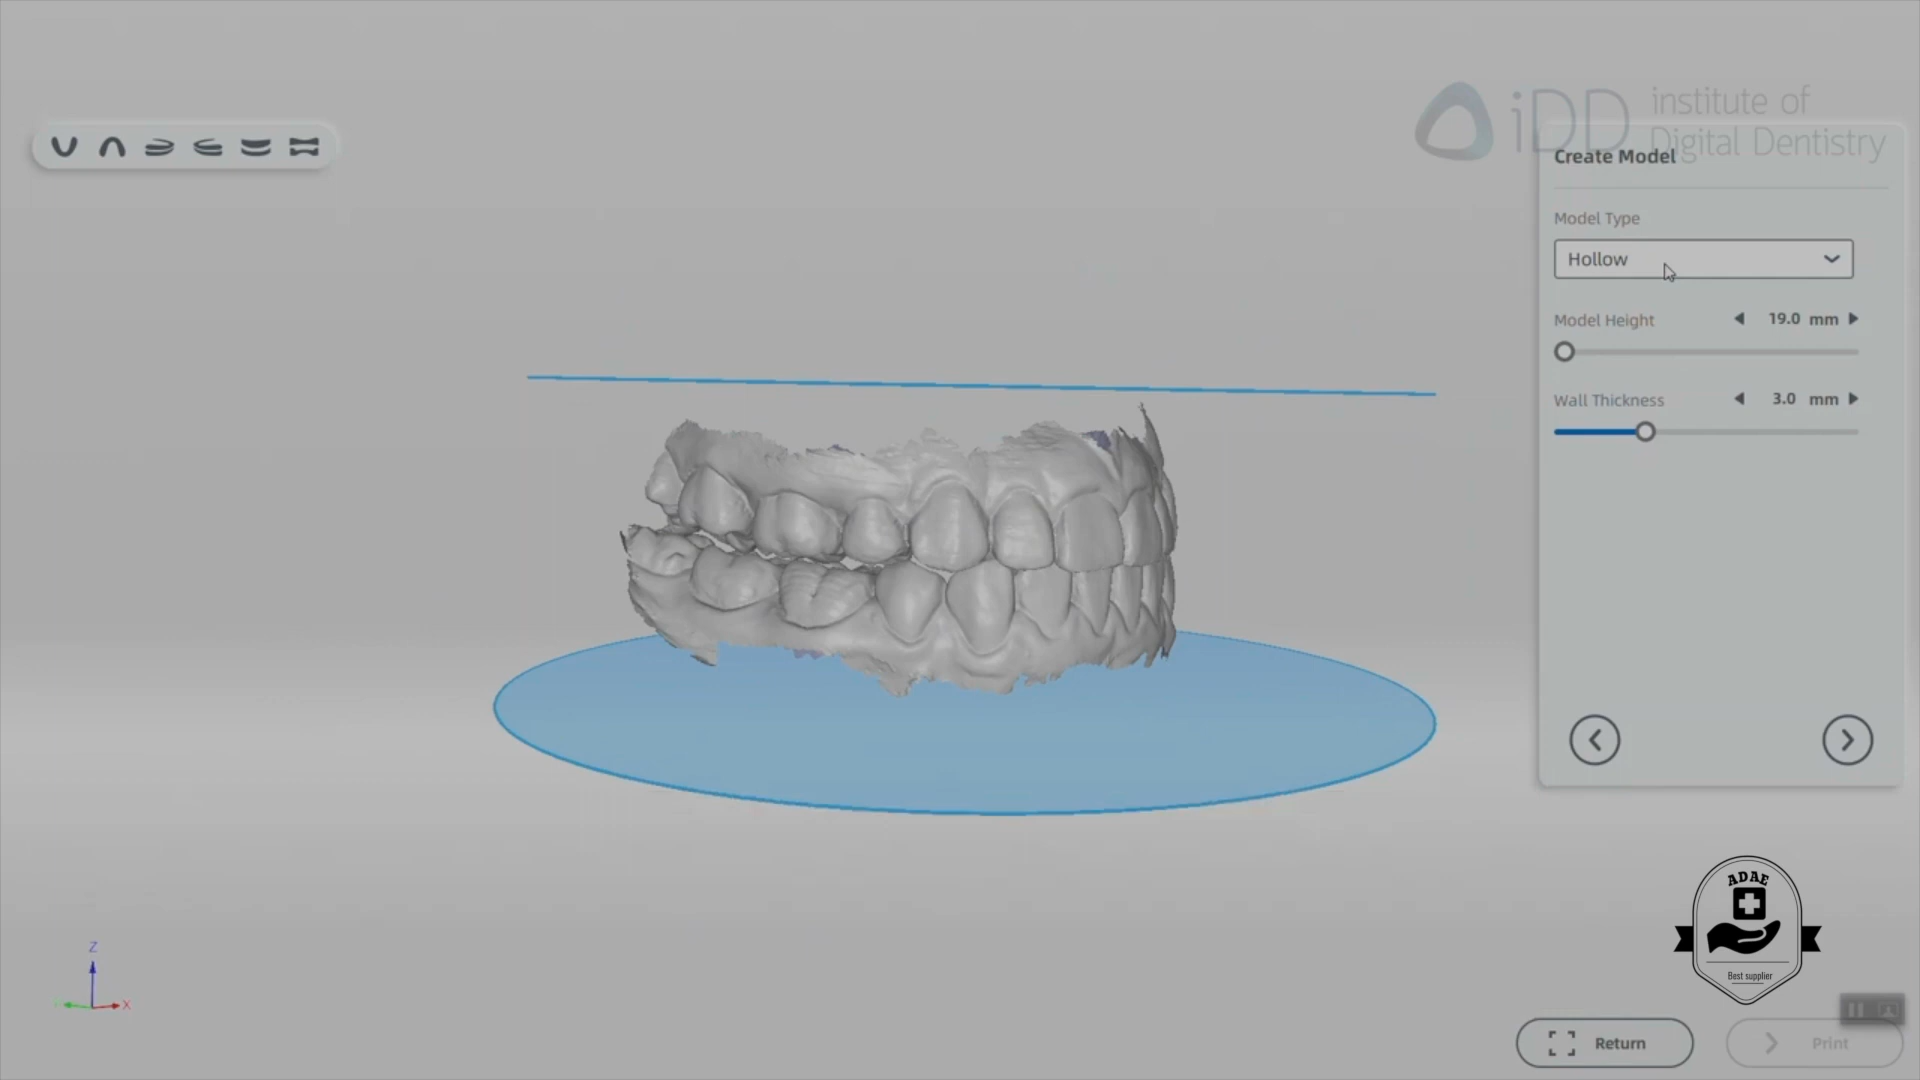 iDD institute of
Digital Dentistry
Create Model
Model Type
Hollow
Model Height 19.0 mm
Wall Thickness 3.0 mm
ADAE
Best supplier
Z
X
Return
Print